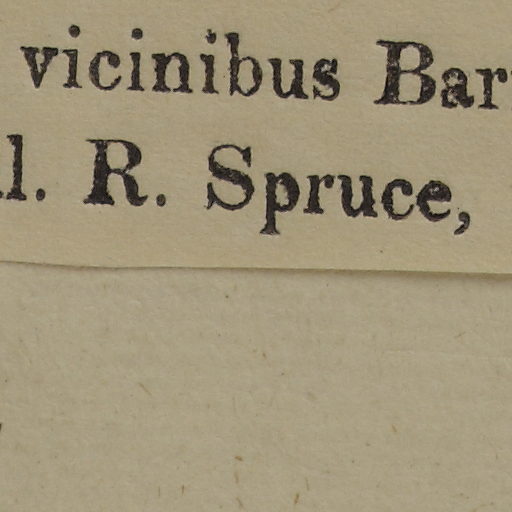 vicinibus Bar
l. R. Spruce,